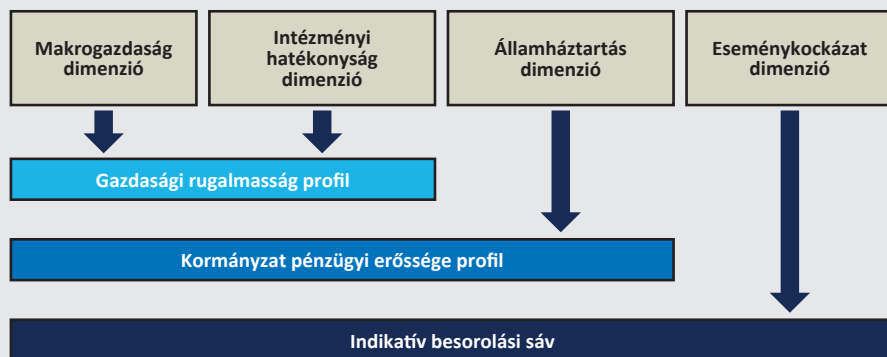 Makrogazdaság
dimenzió
Intézményi
hatékonyság
dimenzió
Államháztartás
dimenzió
Eseménykockázat
dimenzió
Gazdasági rugalmasság profil
Kormányzat pénzügyi erőssége profil
Indikatív besorolási sáv